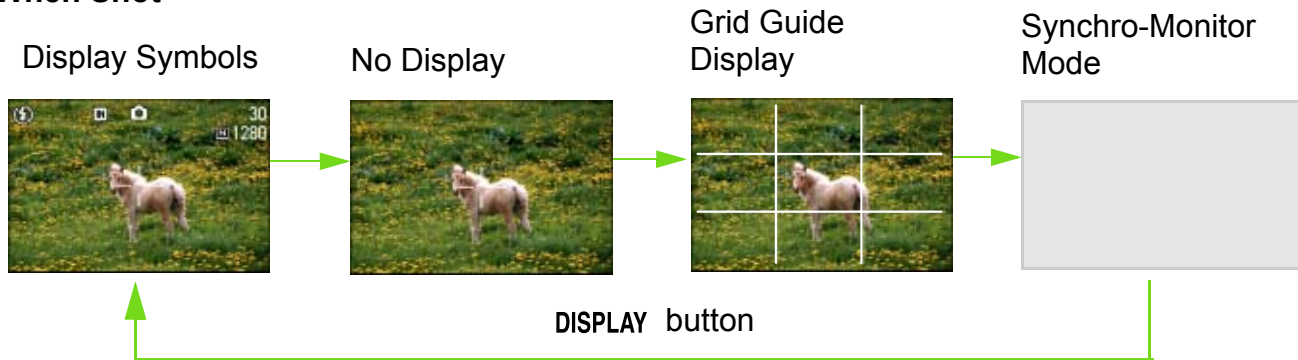 Display Symbols
No Display
Grid Guide
Display
Synchro-Monitor
Mode
30
N 1280
DISPLAY button